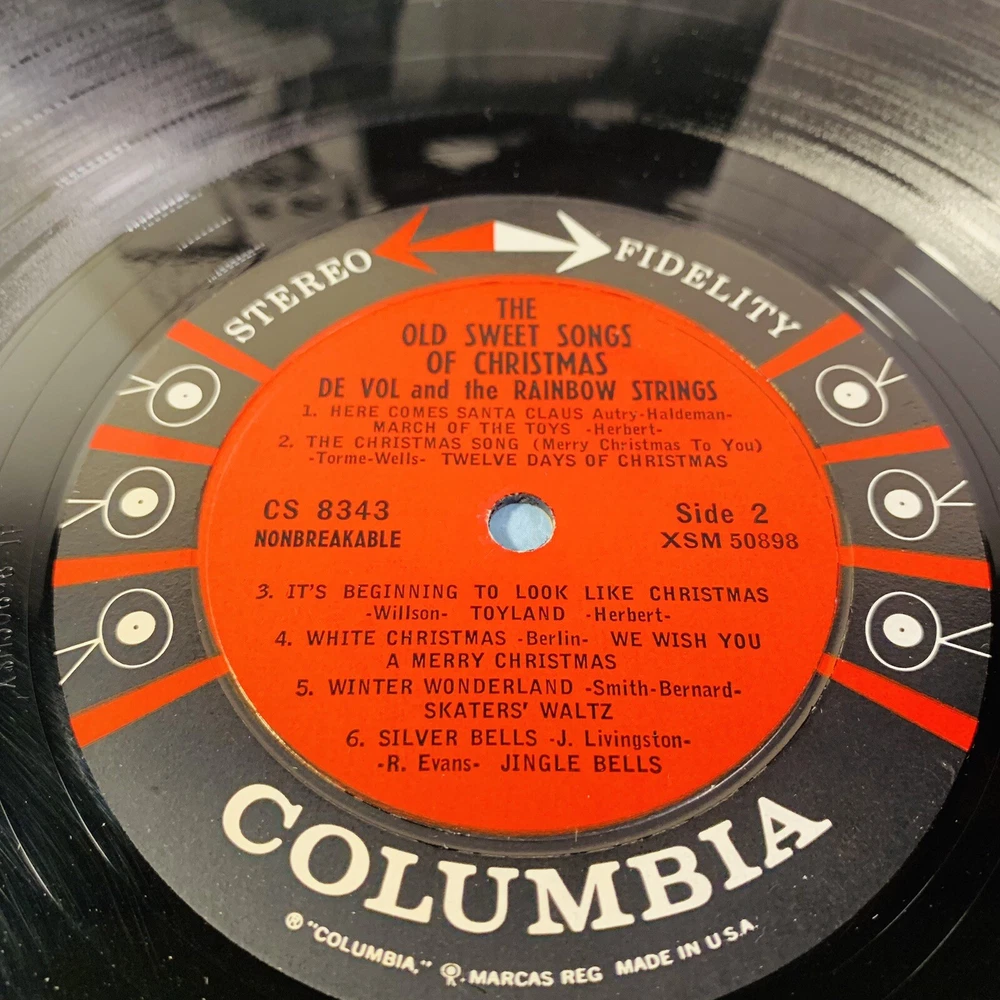 STEREO FIDELITY
THE
OLD SWEET SONGS
OF CHRISTMAS
DE VOL and the RAINBOW STRINGS
1. HERE COMES SANTA CLAUS Autry-Haldeman-
MARCH OF THE TOYS -Herbert-
2. THE CHRISTMAS SONG (Merry Christmas To You)
-Torme-Wells- TWELVE DAYS OF CHRISTMAS
CS 8343 Side 2
NONBREAKABLE XSM 50898
3. IT'S BEGINNING TO LOOK LIKE CHRISTMAS
-Willson- TOYLAND -Herbert-
4. WHITE CHRISTMAS -Berlin- WE WISH YOU
A MERRY CHRISTMAS
5. WINTER WONDERLAND -Smith-Bernard-
SKATERS' WALTZ
6. SILVER BELLS -J. Livingston-
-R. Evans- JINGLE BELLS
COLUMBIA
® "COLUMBIA," MARCAS REG MADE IN U.S.A.